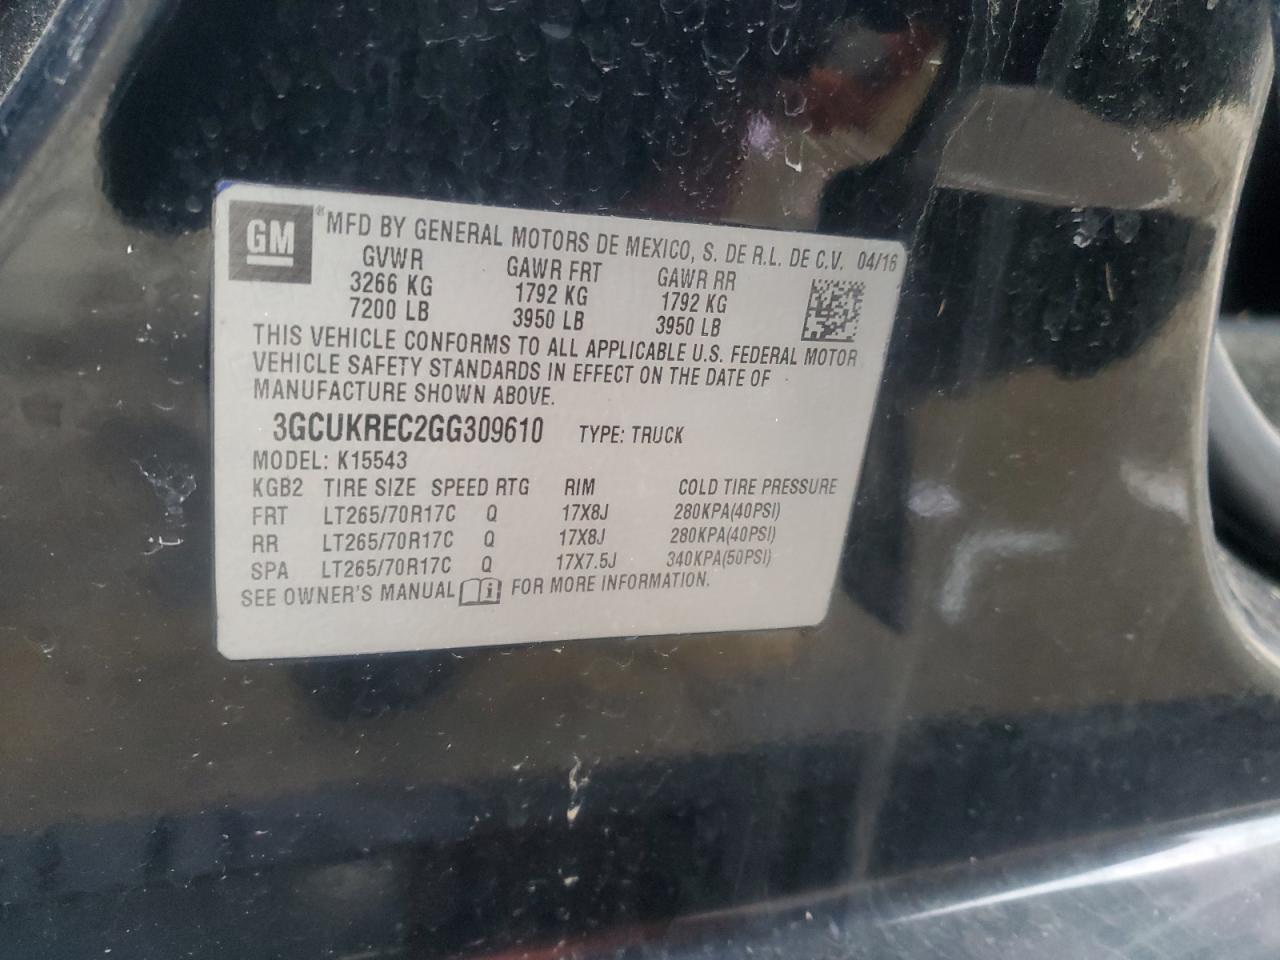 GM ® MFD BY GENERAL MOTORS DE MEXICO, S. DE R.L. DE C.V. 04/16
GVWR GAWR FRT GAWR RR
3266 KG 1792 KG 1792 KG
7200 LB 3950 LB 3950 LB
THIS VEHICLE CONFORMS TO ALL APPLICABLE U.S. FEDERAL MOTOR
VEHICLE SAFETY STANDARDS IN EFFECT ON THE DATE OF
MANUFACTURE SHOWN ABOVE.
3GCUKREC2GG309610 TYPE: TRUCK
MODEL: K15543
KGB2 TIRE SIZE SPEED RTG RIM COLD TIRE PRESSURE
FRT LT265/70R17C Q 17X8J 280KPA(40PSI)
RR LT265/70R17C Q 17X8J 280KPA(40PSI)
SPA LT265/70R17C Q 17X7.5J 340KPA(50PSI)
SEE OWNER'S MANUAL i FOR MORE INFORMATION.